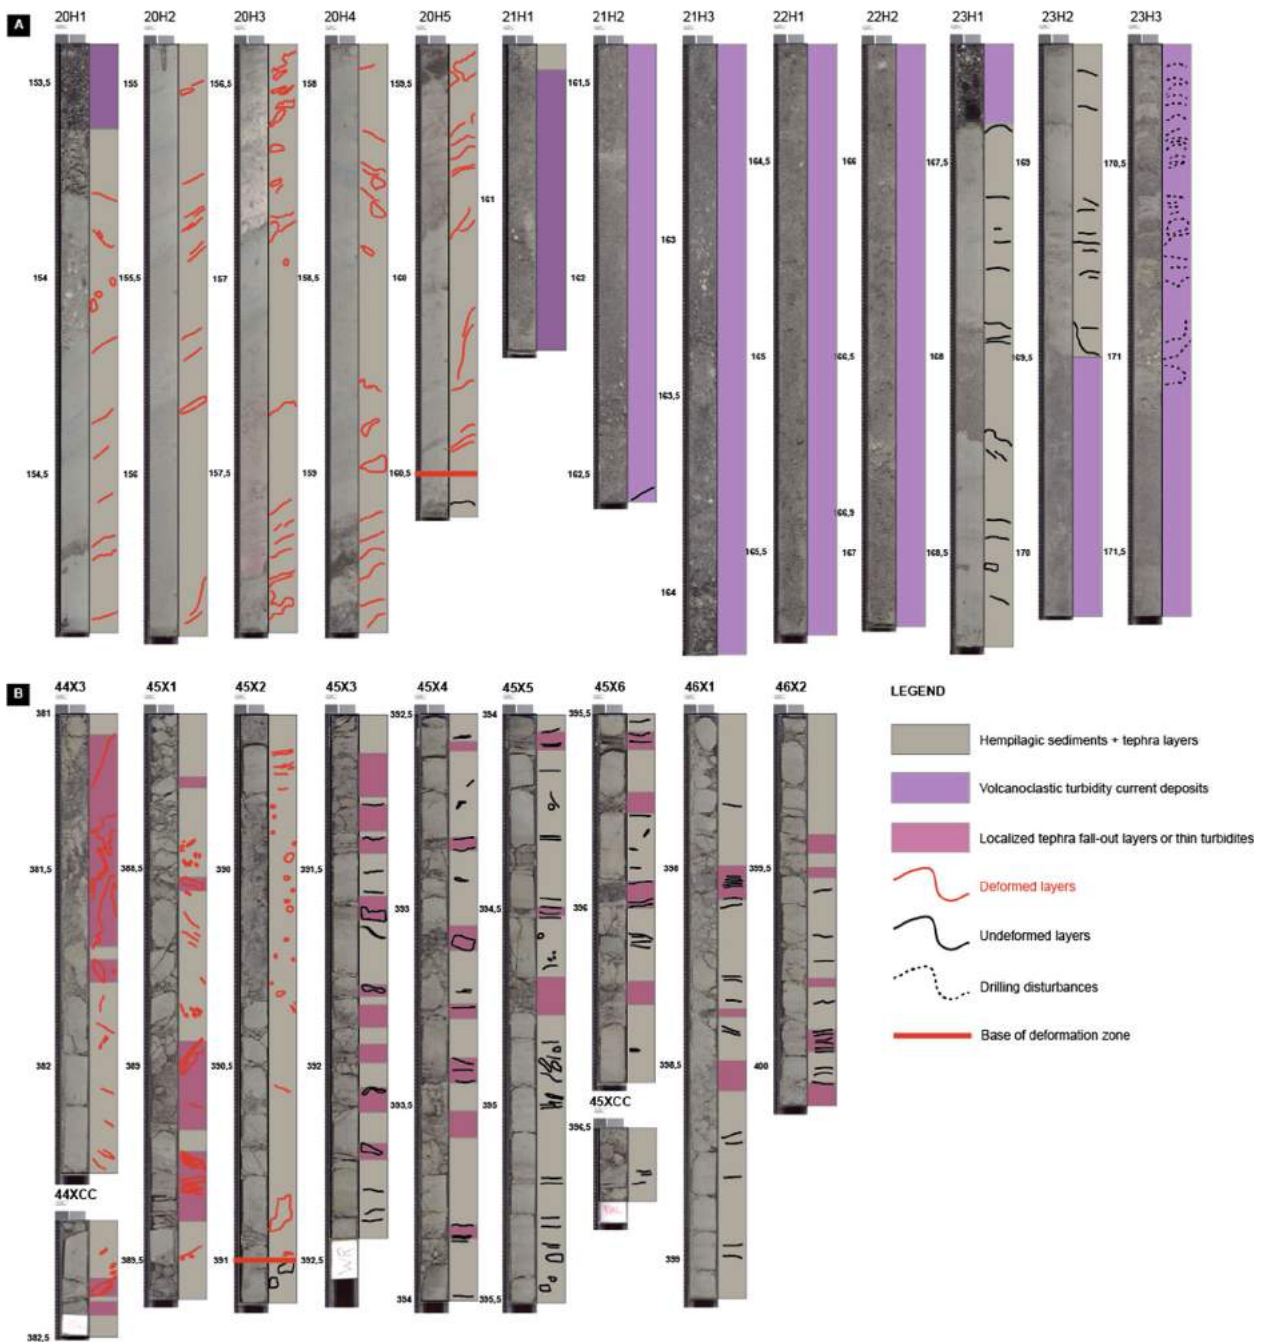 A
20H1 20H2 20H3 20H4 20H5 21H1 21H2 21H3 22H1 22H2 23H1 23H2 23H3
153,5 155 156,5 158 159,5 161,5
164,5 166 167,5 169 170,5
161
163
154 155,5 157 158,5 160 162
165 166,5 168 169,5 171
163,5
154,5 156 157,5 159 160,5 162,5
166,9
165,5 167 168,5 170 171,5
164
B
44X3 45X1 45X2 45X3 45X4 45X5 45X6 46X1 46X2
381 392,5 394 395,5
381,5 388,5 390 391,5 398 399,5
393 394,5 396
382 389 390,5 392 398,5 400
393,5 395
45XCC
396,5
44XCC
WR
389,5 391 392,5 399
394 395,5
382,5
LEGEND
Hempilagic sediments + tephra layers
Volcanoclastic turbidity current deposits
Localized tephra fall-out layers or thin turbidites
Deformed layers
Undeformed layers
Drilling disturbances
Base of deformation zone